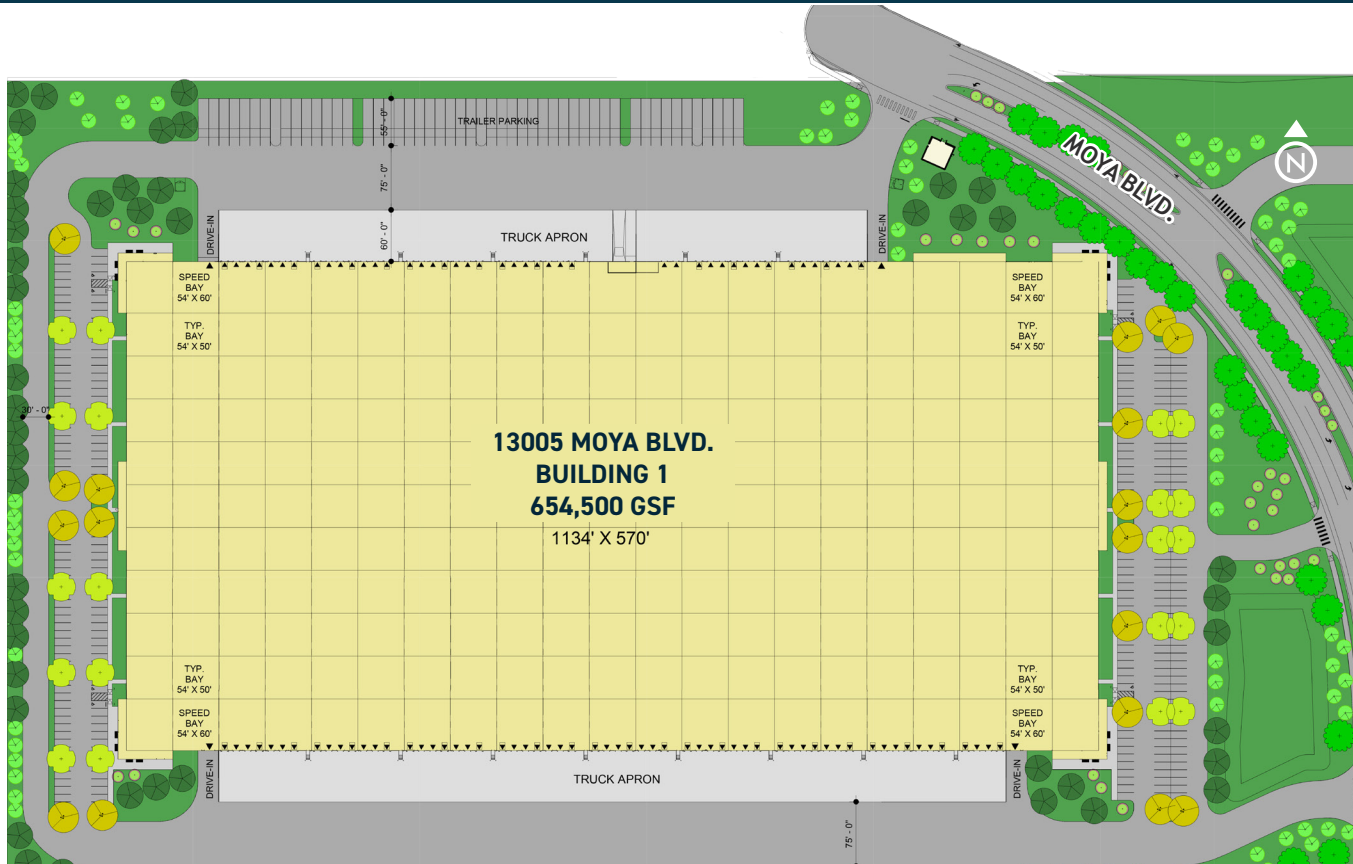 TRAILER PARKING
55' - 0"
75' - 0"
60' - 0"
MOYA BLVD.
N
DRIVE-IN
TRUCK APRON
DRIVE-IN
SPEED
BAY
54' X 60'
SPEED
BAY
54' X 60'
TYP.
BAY
54' X 50'
TYP.
BAY
54' X 50'
30' - 0"
13005 MOYA BLVD.
BUILDING 1
654,500 GSF
1134' X 570'
TYP.
BAY
54' X 50'
TYP.
BAY
54' X 50'
SPEED
BAY
54' X 60'
SPEED
BAY
54' X 60'
DRIVE-IN
TRUCK APRON
DRIVE-IN
75' - 0"